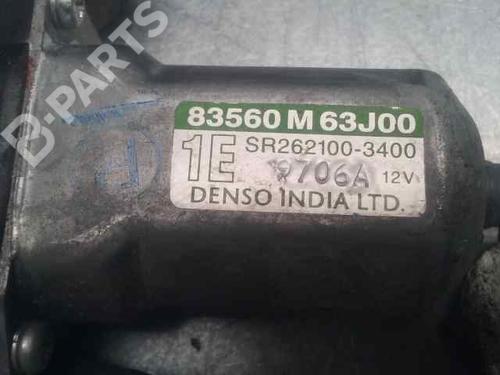 B-PARTS
83560 M 63J00
1E SR262100-3400
9706A 12V
DENSO INDIA LTD.